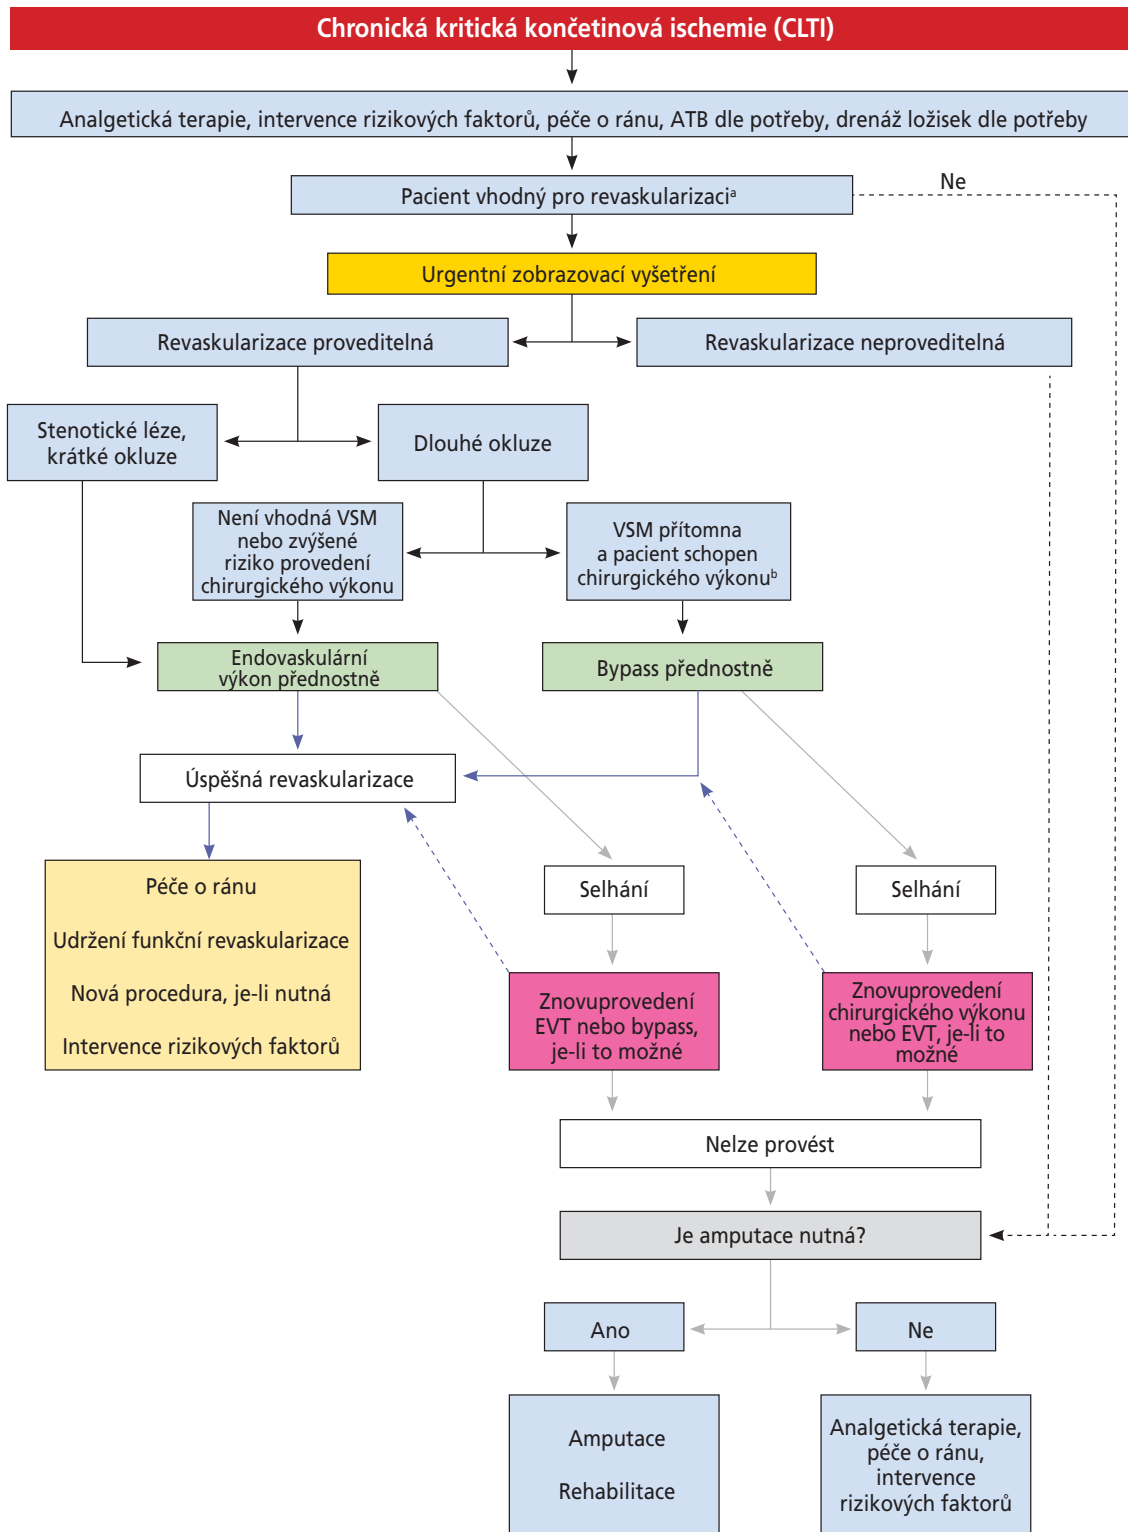 Chronická kritická končetinová ischemie (CLTI)
Analgetická terapie, intervence rizikových faktorů, péče o ránu, ATB dle potřeby, drenáž ložisek dle potřeby
Pacient vhodný pro revaskularizaciᵃ
Ne
Urgentní zobrazovací vyšetření
Revaskularizace proveditelná
Revaskularizace neproveditelná
Stenotické léze,
krátké okluze
Dlouhé okluze
Není vhodná VSM
nebo zvýšené
riziko provedení
chirurgického výkonu
VSM přítomna
a pacient schopen
chirurgického výkonuᵇ
Endovaskulární
výkon přednostně
Bypass přednostně
Úspěšná revaskularizace
Péče o ránu
Udržení funkční revaskularizace
Nová procedura, je-li nutná
Intervence rizikových faktorů
Selhání
Selhání
Znovuprovedení
EVT nebo bypass,
je-li to možné
Znovuprovedení
chirurgického výkonu
nebo EVT, je-li to
možné
Nelze provést
Je amputace nutná?
Ano
Ne
Amputace
Rehabilitace
Analgetická terapie,
péče o ránu,
intervence
rizikových faktorů